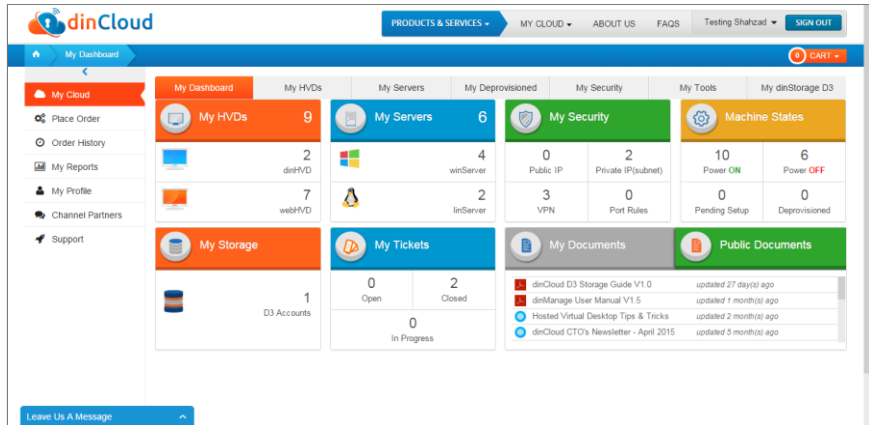 dinCloud
PRODUCTS & SERVICES
MY CLOUD
ABOUT US
FAQS
Testing Shahzad
SIGN OUT
My Dashboard
0 CART
My Cloud
Place Order
Order History
My Reports
My Profile
Channel Partners
Support
My Dashboard
My HVDs
My Servers
My Deprovisioned
My Security
My Tools
My dinStorage D3
My HVDs 9
2
dinHVD
7
webHVD
My Servers 6
4
winServer
2
linServer
My Security
0
Public IP
2
Private IP(subnet)
3
VPN
0
Port Rules
Machine States
10
Power ON
6
Power OFF
0
Pending Setup
0
Deprovisioned
My Storage
1
D3 Accounts
My Tickets
0
Open
2
Closed
0
In Progress
My Documents
Public Documents
dinCloud D3 Storage Guide V1.0 updated 27 day(s) ago
dinManage User Manual V1.5 updated 1 month(s) ago
Hosted Virtual Desktop Tips & Tricks updated 2 month(s) ago
dinCloud CTO's Newsletter - April 2015 updated 5 month(s) ago
Leave Us A Message